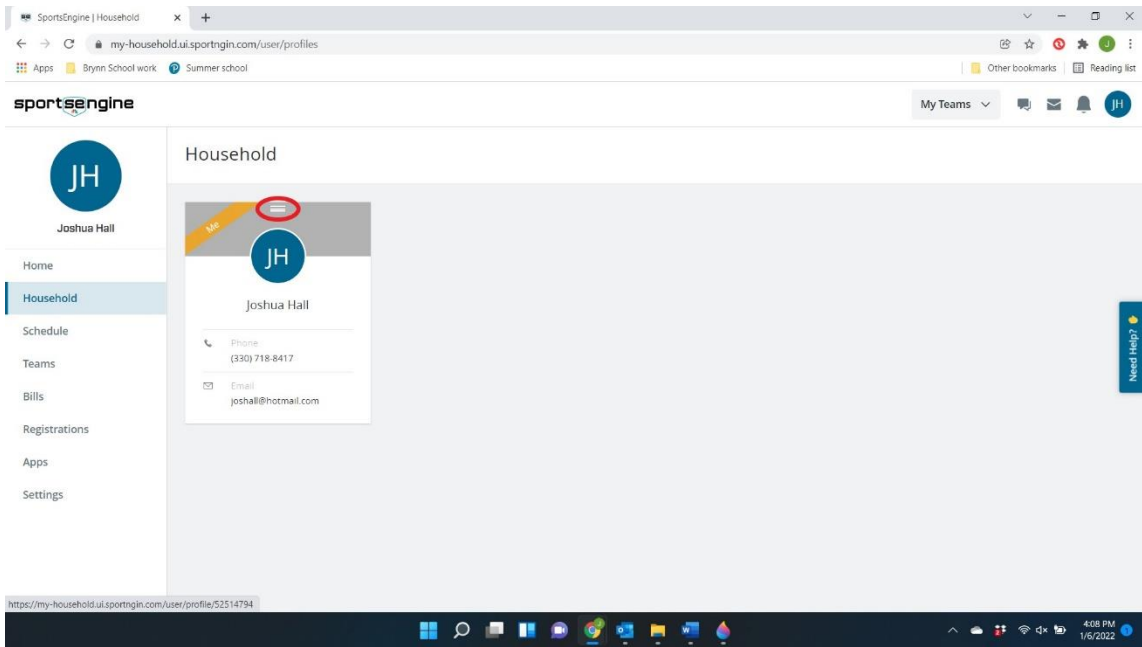 SportsEngine | Household
my-household.ui.sportngin.com/user/profiles
Apps Brynn School work Summer school Other bookmarks Reading list
sportsengine
My Teams
JH
JH
Joshua Hall
Home
Household
Schedule
Teams
Bills
Registrations
Apps
Settings
Household
Me
JH
Joshua Hall
Phone
(330) 718-8417
Email
joshall@hotmail.com
Need Help?
https://my-household.ui.sportngin.com/user/profile/52514794
4:08 PM
1/6/2022